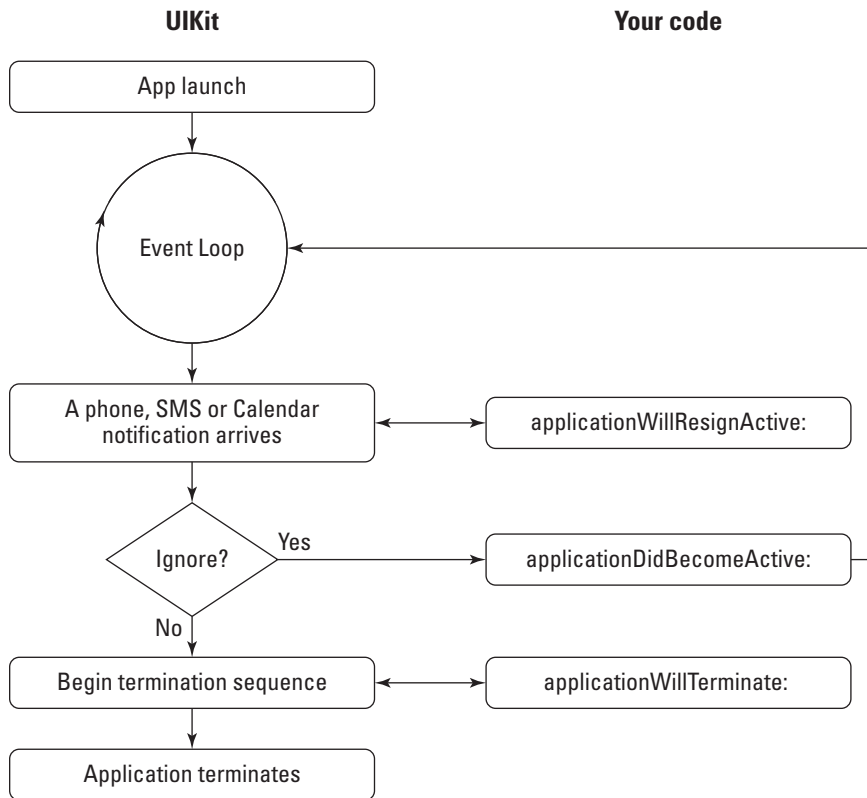 UIKit
Your code
App launch
Event Loop
A phone, SMS or Calendar
notification arrives
applicationWillResignActive:
Ignore?
Yes
applicationDidBecomeActive:
No
Begin termination sequence
applicationWillTerminate:
Application terminates